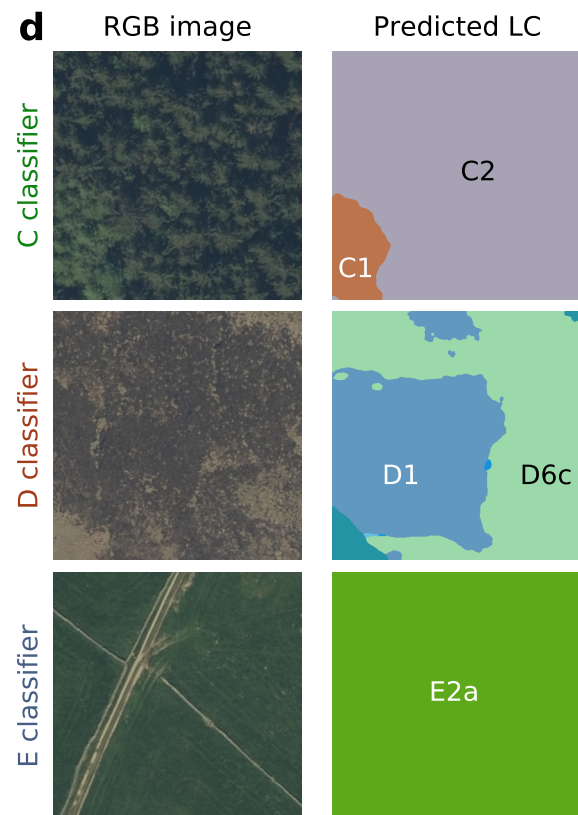 d
RGB image
Predicted LC
C classifier
C2
C1
D classifier
D1
D6c
E classifier
E2a